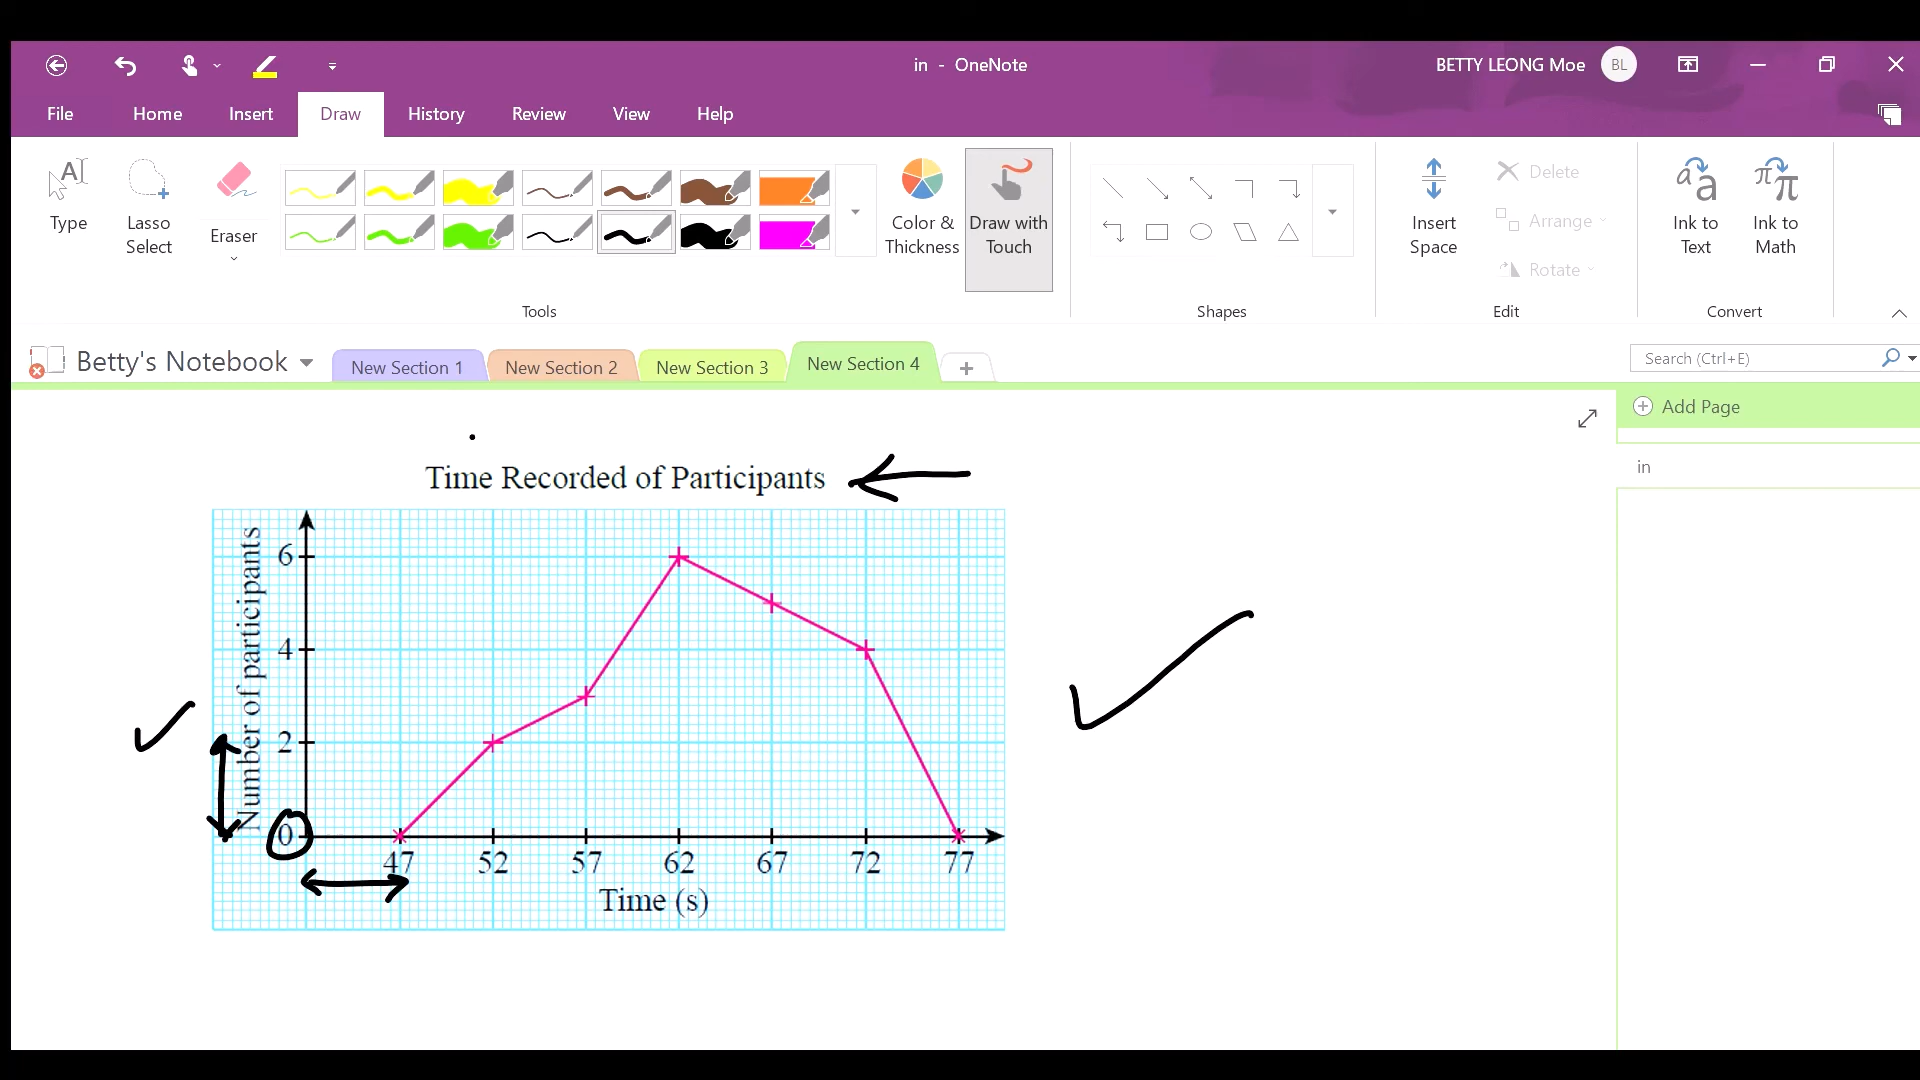 in - OneNote
BETTY LEONG Moe
BL
File
Home
Insert
Draw
History
Review
View
Help
Type
Lasso
Select
Eraser
Color &
Thickness
Draw with
Touch
Insert
Space
Delete
Arrange
Rotate
Ink to
Text
Ink to
Math
Tools
Shapes
Edit
Convert
Betty's Notebook
New Section 1
New Section 2
New Section 3
New Section 4
Search (Ctrl+E)
Add Page
in
Time Recorded of Participants
Number of participants
6
4
2
0
47 52 57 62 67 72 77
Time (s)